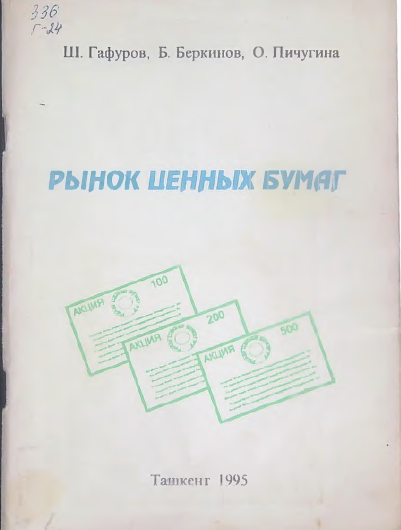 336
Г-24
Ш. Гафуров, Б. Беркинов, О. Пичугина
РЫНОК ЦЕННЫХ БУМАГ
АКЦИЯ 100
АКЦИЯ 200
АКЦИЯ 500
Ташкент 1995